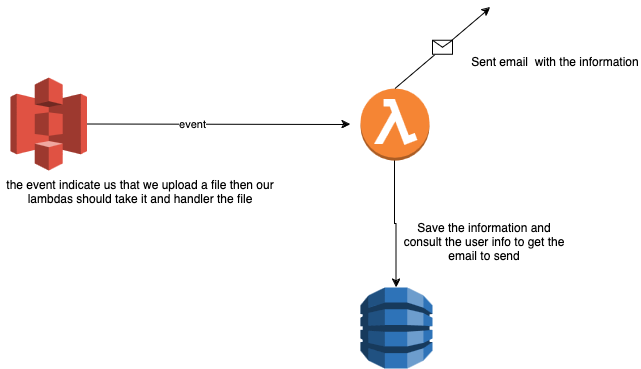 Sent email with the information
event
the event indicate us that we upload a file then our
lambdas should take it and handler the file
Save the information and
consult the user info to get the
email to send